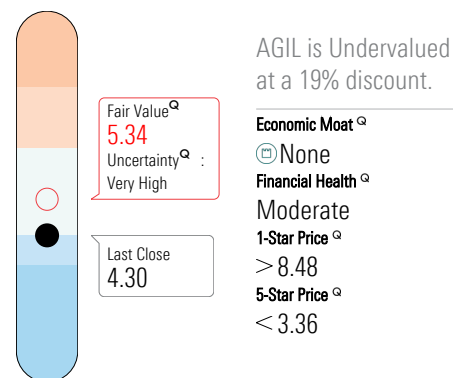 AGIL is Undervalued
at a 19% discount.
Fair Value Q
5.34
Uncertainty Q :
Very High
Last Close
4.30
Economic Moat Q
None
Financial Health Q
Moderate
1-Star Price Q
>8.48
5-Star Price Q
<3.36